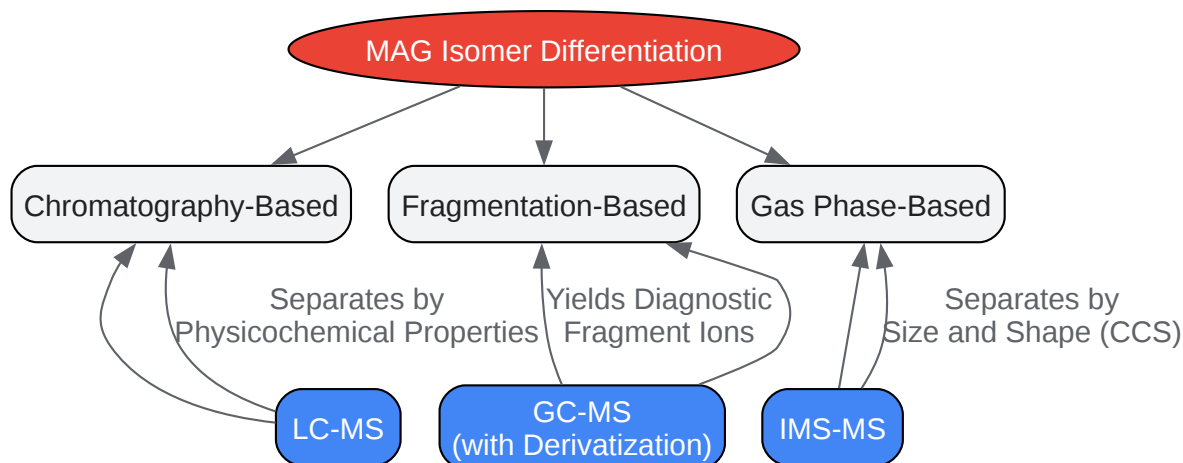 MAG Isomer Differentiation
Chromatography-Based
Fragmentation-Based
Gas Phase-Based
Separates by
Physicochemical Properties
Yields Diagnostic
Fragment Ions
Separates by
Size and Shape (CCS)
LC-MS
GC-MS
(with Derivatization)
IMS-MS